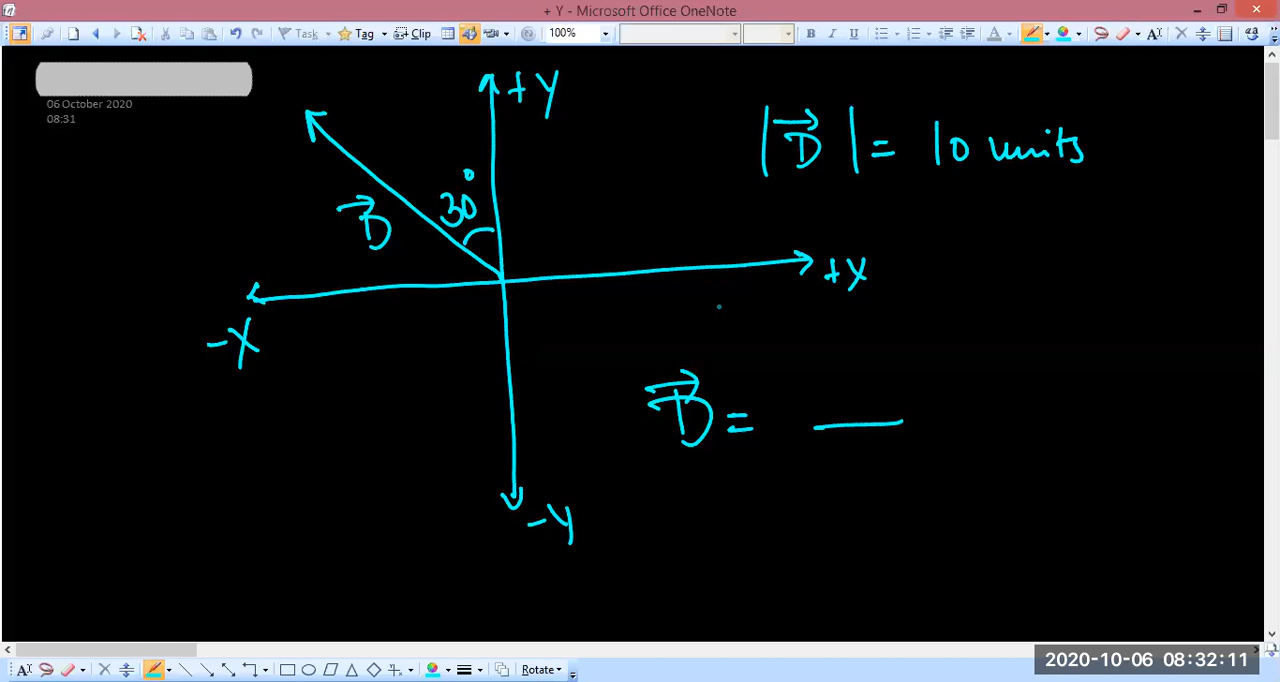 + Y - Microsoft Office OneNote
Task Tag Clip 100% B I U A
06 October 2020
08:31
+Y
|D| = 10 units
30°
D
+X
-X
D = ___
-Y
Rotate
2020-10-06 08:32:11